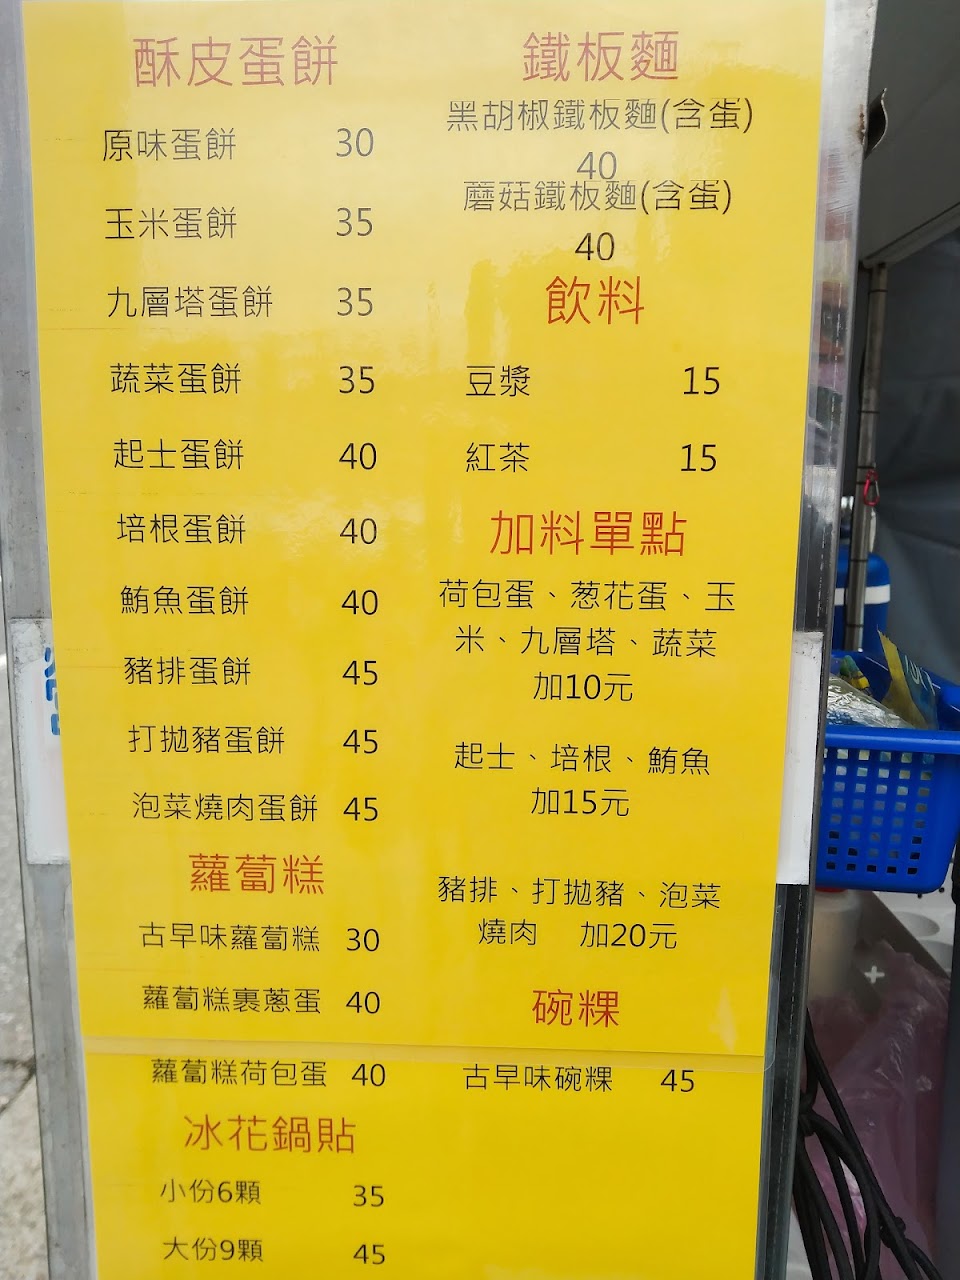 酥皮蛋餅
原味蛋餅 30
玉米蛋餅 35
九層塔蛋餅 35
蔬菜蛋餅 35
起士蛋餅 40
培根蛋餅 40
鮪魚蛋餅 40
豬排蛋餅 45
打拋豬蛋餅 45
泡菜燒肉蛋餅 45
蘿蔔糕
古早味蘿蔔糕 30
蘿蔔糕裹蔥蛋 40
蘿蔔糕荷包蛋 40
冰花鍋貼
小份6顆 35
大份9顆 45
鐵板麵
黑胡椒鐵板麵(含蛋)
40
蘑菇鐵板麵(含蛋)
40
飲料
豆漿 15
紅茶 15
加料單點
荷包蛋、葱花蛋、玉
米、九層塔、蔬菜
加10元
起士、培根、鮪魚
加15元
豬排、打拋豬、泡菜
燒肉 加20元
碗粿
古早味碗粿 45